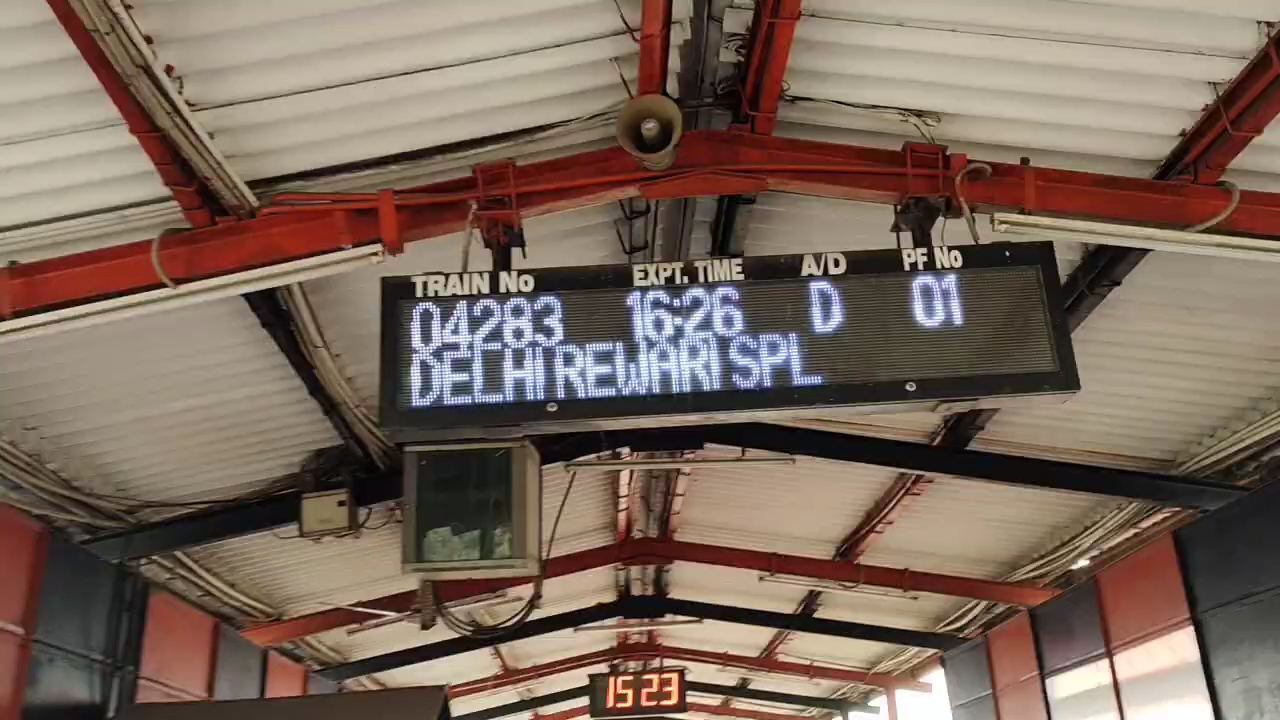 TRAIN No EXPT. TIME A/D PF No
04283 16:26 D 01
DELHI REWARI SPL
15 23